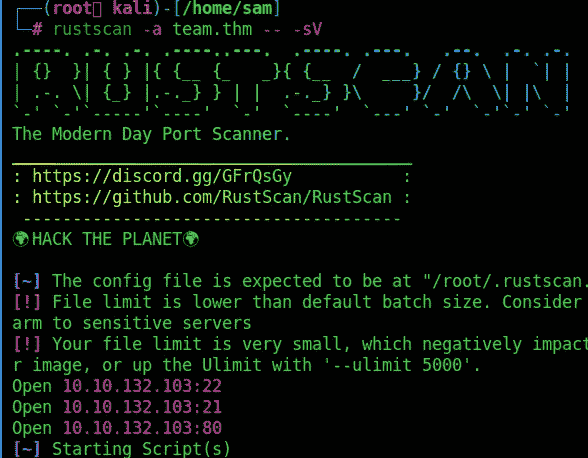 (root kali)-[/home/sam]
# rustscan -a team.thm -- -sV
.----. .-. .-. .----..---.  .----. .---.   .--.  .-. .-.
| {}  }| { } |{ {__ {_   _}{ {__  /  ___} / {} \ |  `| |
| .-. \| {_} |.-._} } | |  .-._} }\     }/  /\  \| |\  |
`-' `-'`-----'`----'  `-'  `----'  `---' `-'  `-'`-' `-'
The Modern Day Port Scanner.
________________________________________
: https://discord.gg/GFrQsGy           :
: https://github.com/RustScan/RustScan :
 --------------------------------------
🌍HACK THE PLANET🌍
[~] The config file is expected to be at "/root/.rustscan.
[!] File limit is lower than default batch size. Consider
arm to sensitive servers
[!] Your file limit is very small, which negatively impact
r image, or up the Ulimit with '--ulimit 5000'.
Open 10.10.132.103:22
Open 10.10.132.103:21
Open 10.10.132.103:80
[~] Starting Script(s)